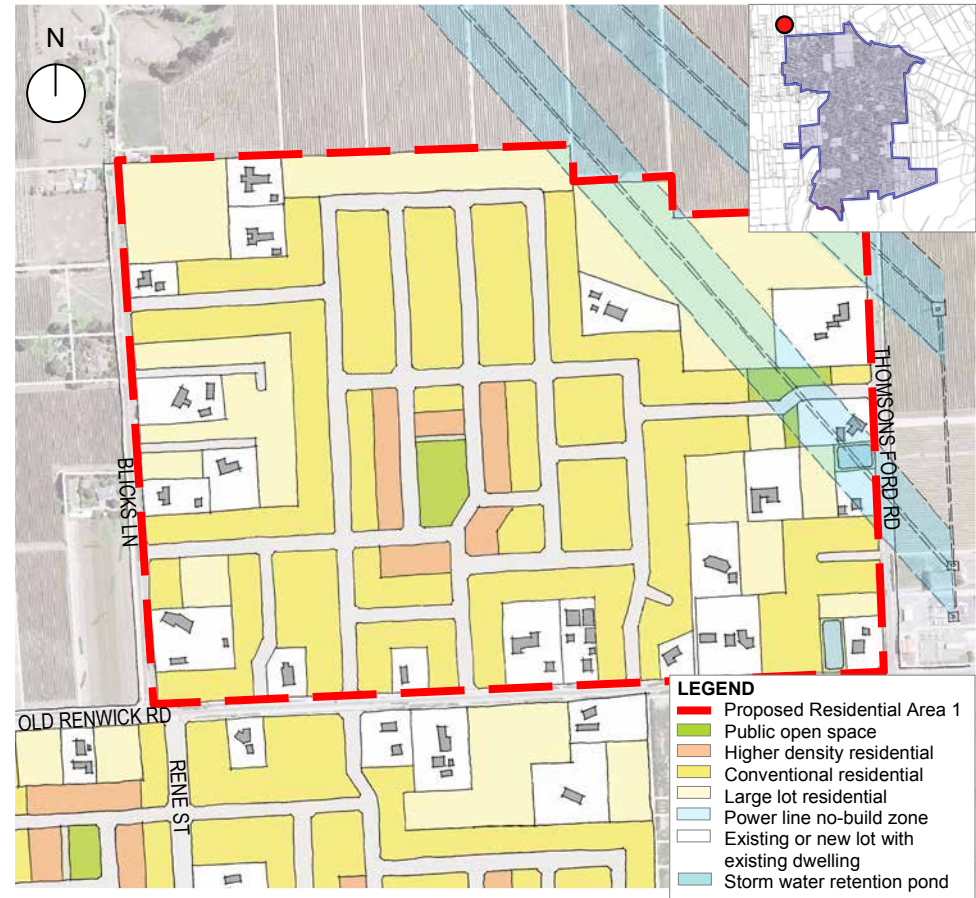 N
BLICKS LN
THOMSONS FORD RD
OLD RENWICK RD
RENE ST
LEGEND
Proposed Residential Area 1
Public open space
Higher density residential
Conventional residential
Large lot residential
Power line no-build zone
Existing or new lot with
existing dwelling
Storm water retention pond